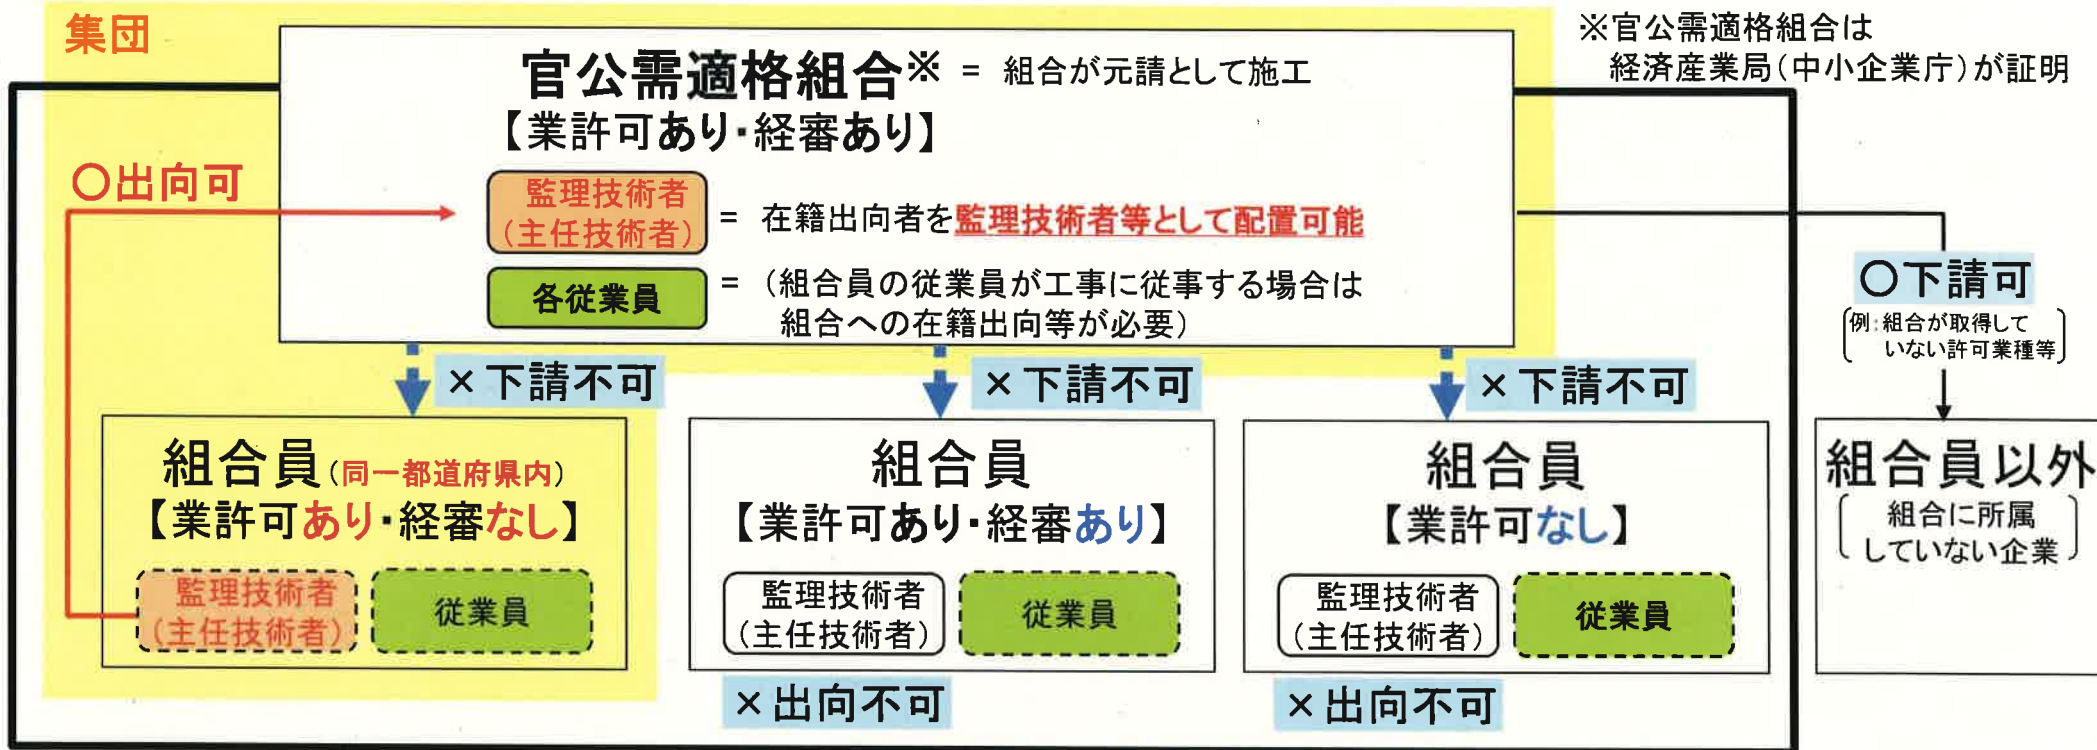 集団
※官公需適格組合は
経済産業局(中小企業庁)が証明
官公需適格組合※ = 組合が元請として施工
【業許可あり・経審あり】
〇出向可
監理技術者
(主任技術者)
= 在籍出向者を監理技術者等として配置可能
各従業員
= (組合員の従業員が工事に従事する場合は
組合への在籍出向等が必要)
〇下請可
例:組合が取得して
いない許可業種等
×下請不可
×下請不可
×下請不可
組合員(同一都道府県内)
【業許可あり・経審なし】
監理技術者
(主任技術者)
従業員
組合員
【業許可あり・経審あり】
監理技術者
(主任技術者)
従業員
×出向不可
組合員
【業許可なし】
監理技術者
(主任技術者)
従業員
×出向不可
組合員以外
組合に所属
していない企業